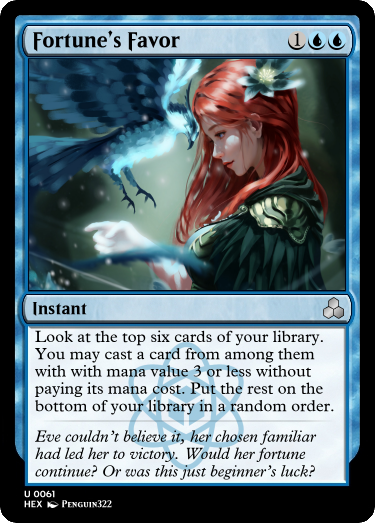 Fortune's Favor 1
Instant
Look at the top six cards of your library.
You may cast a card from among them
with with mana value 3 or less without
paying its mana cost. Put the rest on the
bottom of your library in a random order.
Eve couldn't believe it, her chosen familiar
had led her to victory. Would her fortune
continue? Or was this just beginner's luck?
U 0061
HEX Penguin322